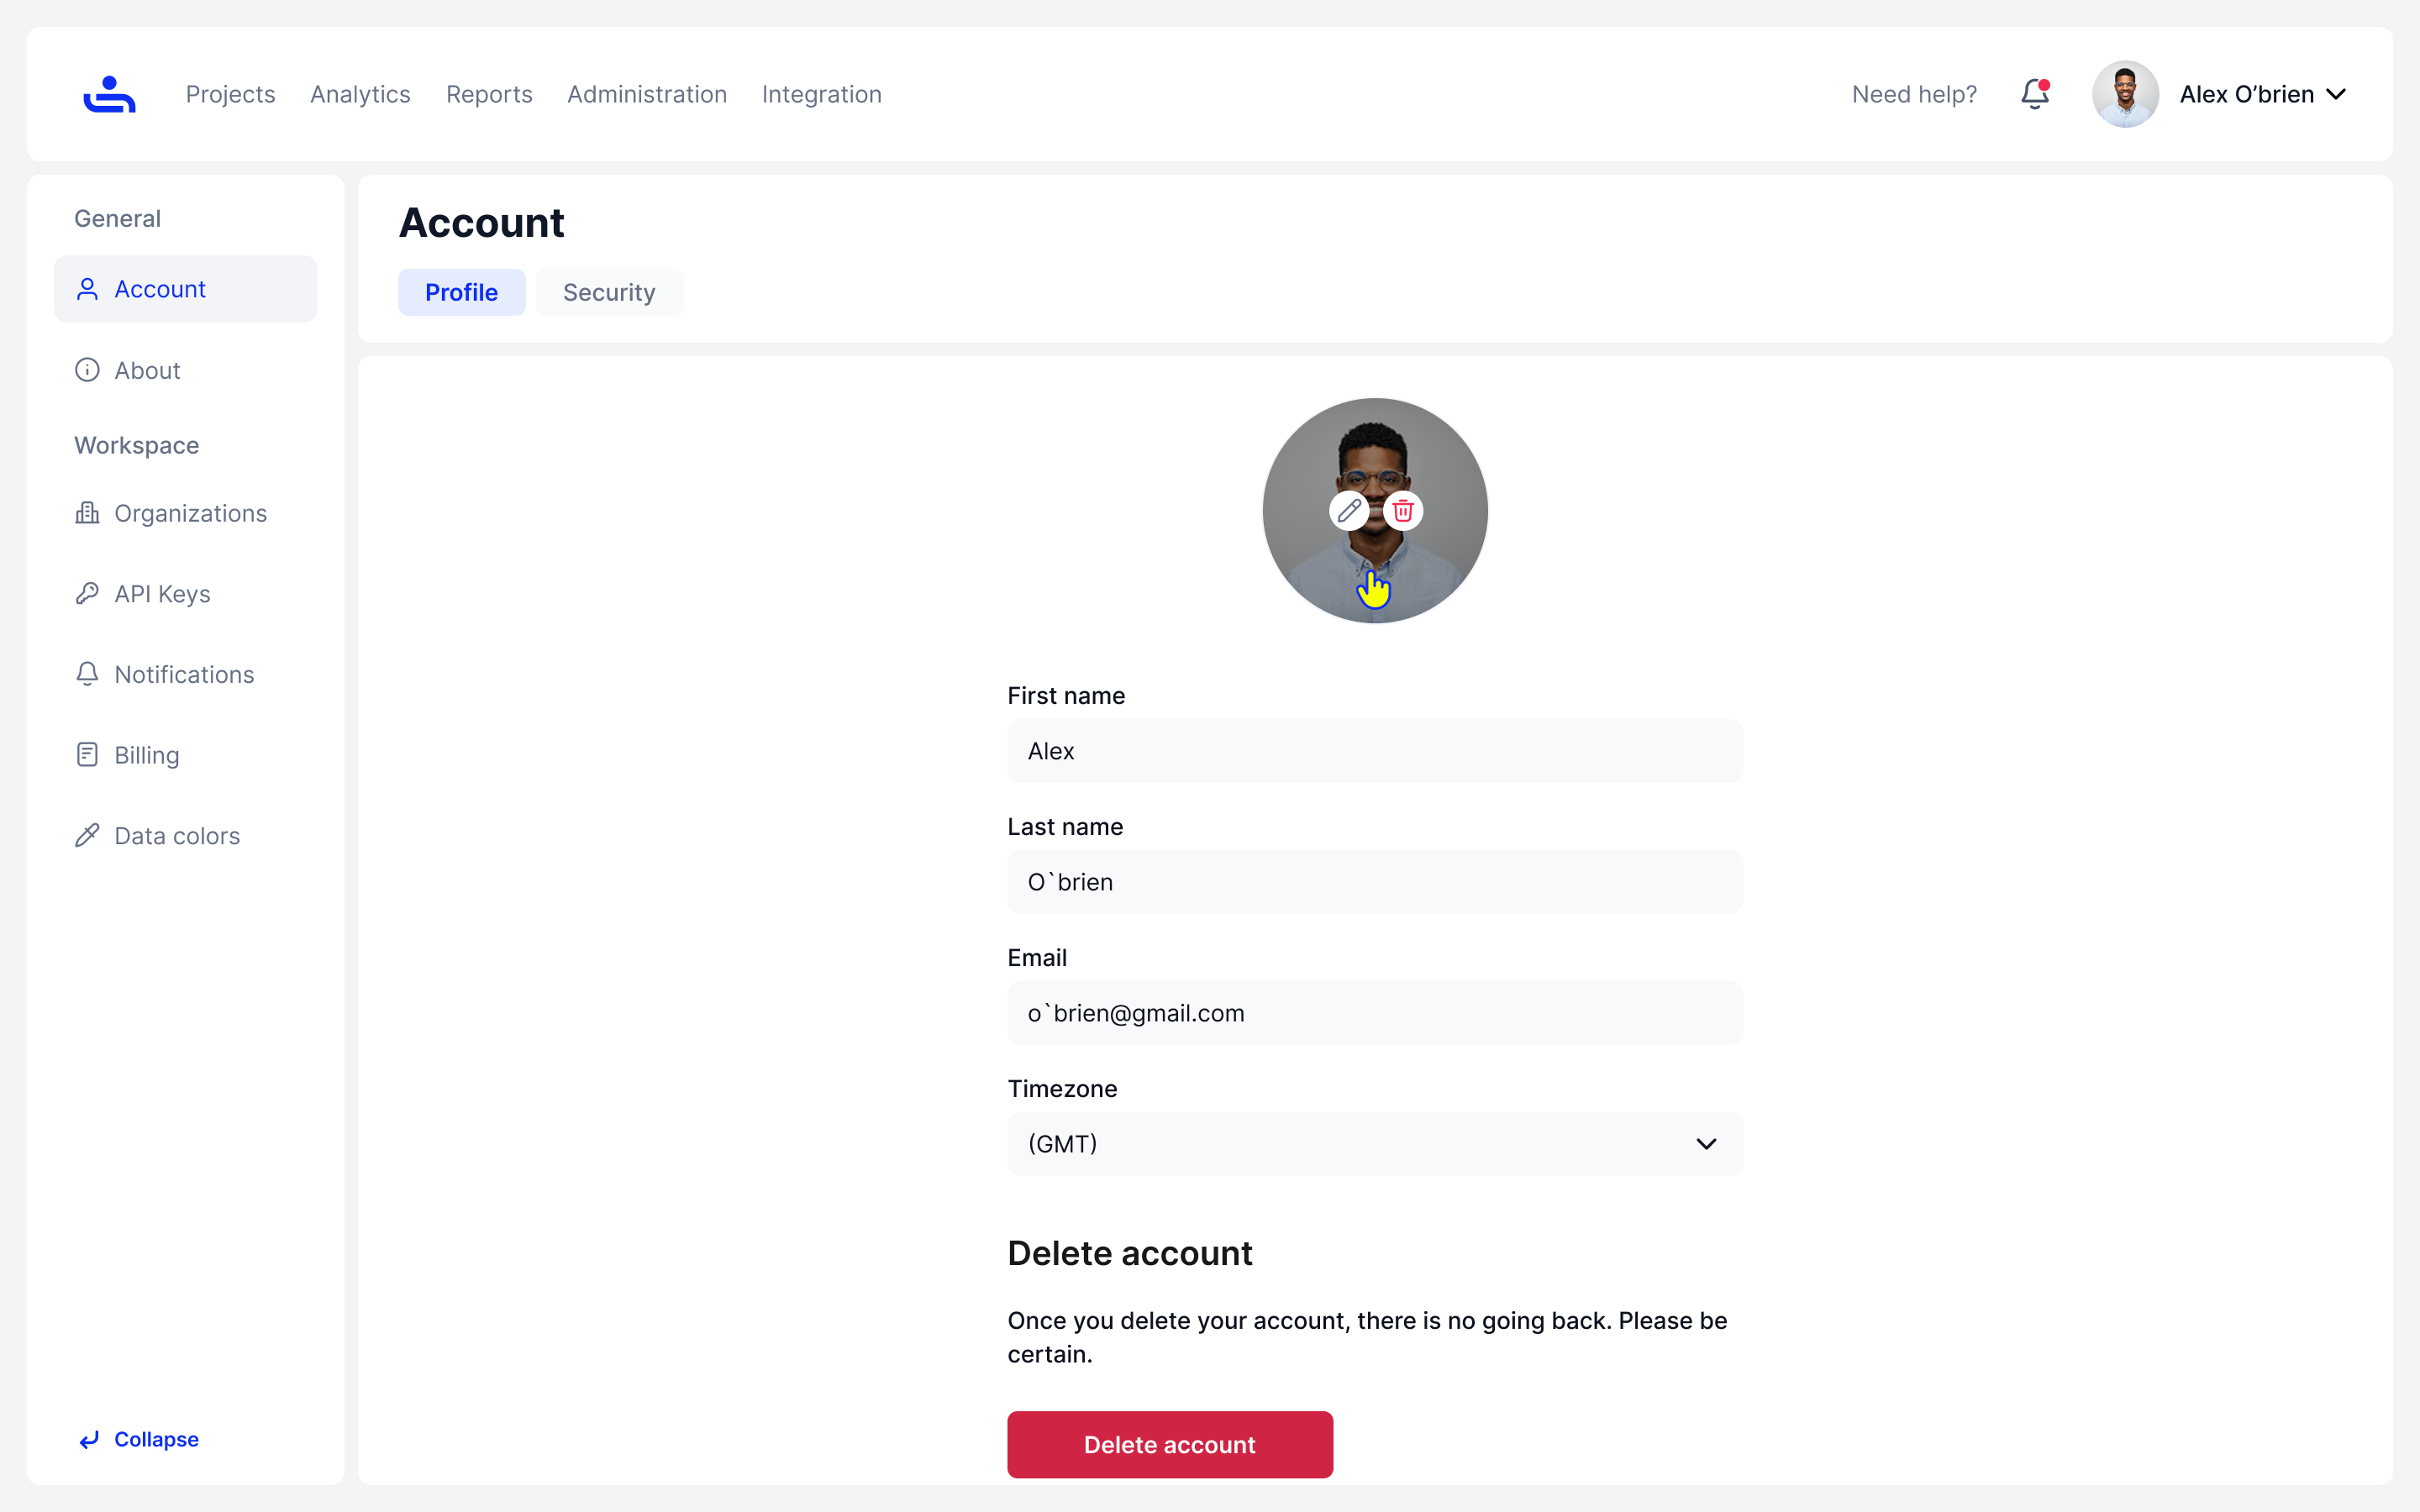 Projects Analytics Reports Administration Integration Need help? Alex O’brien
General
Account
About
Workspace
Organizations
API Keys
Notifications
Billing
Data colors
Collapse
Account
Profile Security
First name
Alex
Last name
O`brien
Email
o`brien@gmail.com
Timezone
(GMT)
Delete account
Once you delete your account, there is no going back. Please be
certain.
Delete account